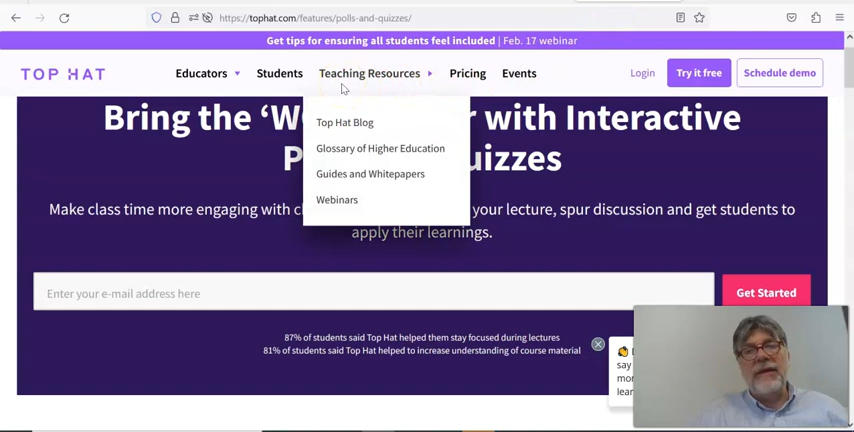 https://tophat.com/features/polls-and-quizzes/
Get tips for ensuring all students feel included | Feb. 17 webinar
TOP HAT
Educators
Students
Teaching Resources
Pricing
Events
Login
Try it free
Schedule demo
Top Hat Blog
Glossary of Higher Education
Guides and Whitepapers
Webinars
Bring the ‘W with Interactive
Make class time more engaging with your lecture, spur discussion and get students to
apply their learnings.
Enter your e-mail address here
Get Started
87% of students said Top Hat helped them stay focused during lectures
81% of students said Top Hat helped to increase understanding of course material
say